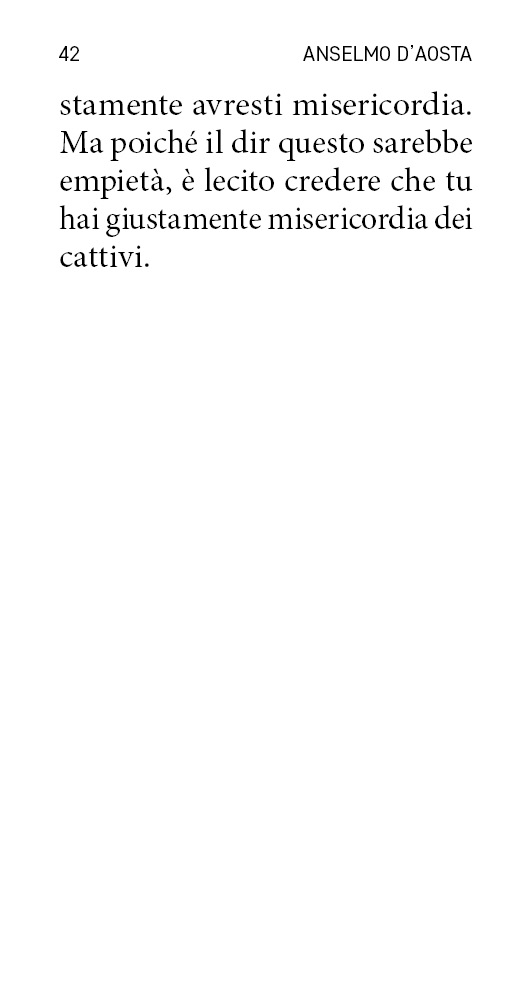 42 ANSELMO D'AOSTA
stamente avresti misericordia.
Ma poiché il dir questo sarebbe
empietà, è lecito credere che tu
hai giustamente misericordia dei
cattivi.